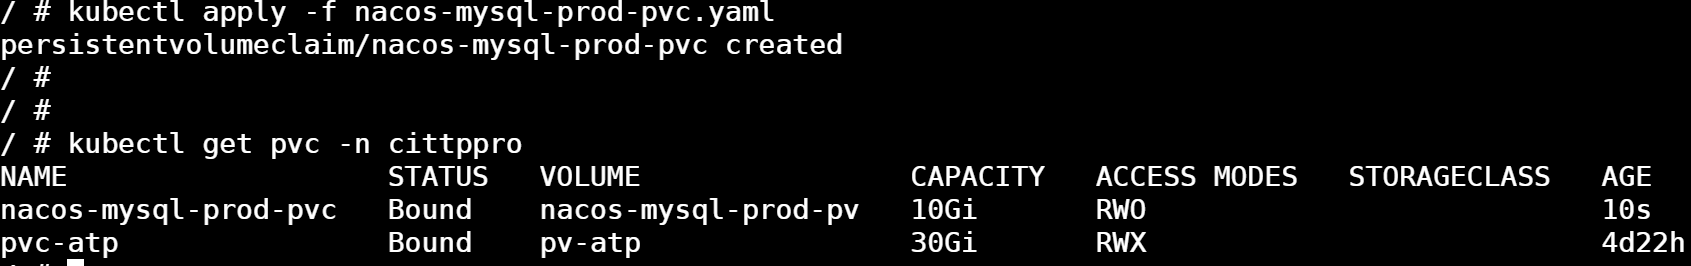 / # kubectl apply -f nacos-mysql-prod-pvc.yaml
persistentvolumeclaim/nacos-mysql-prod-pvc created
/ #
/ #
/ # kubectl get pvc -n cittppro
NAME STATUS VOLUME CAPACITY ACCESS MODES STORAGECLASS AGE
nacos-mysql-prod-pvc Bound nacos-mysql-prod-pv 10Gi RWO 10s
pvc-atp Bound pv-atp 30Gi RWX 4d22h
/ #